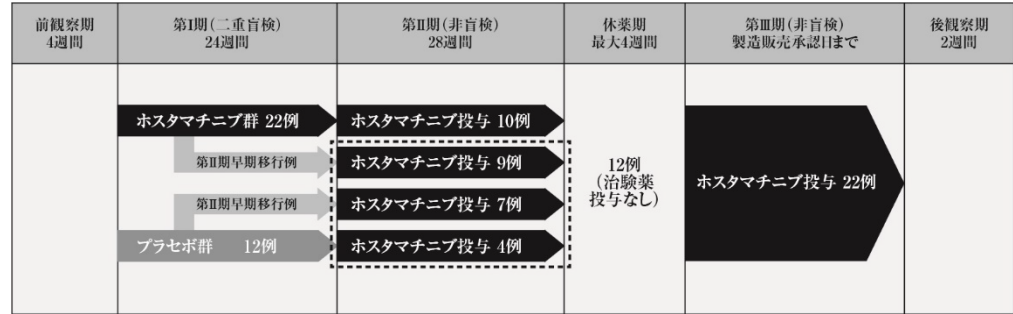 前観察期
4週間
第Ⅰ期(二重盲検)
24週間
第Ⅱ期(非盲検)
28週間
休薬期
最大4週間
第Ⅲ期(非盲検)
製造販売承認日まで
後観察期
2週間
ホスタマチニブ群 22例
ホスタマチニブ投与 10例
第Ⅱ期早期移行例
ホスタマチニブ投与 9例
第Ⅱ期早期移行例
ホスタマチニブ投与 7例
プラセボ群 12例
ホスタマチニブ投与 4例
12例
(治験薬
投与なし)
ホスタマチニブ投与 22例